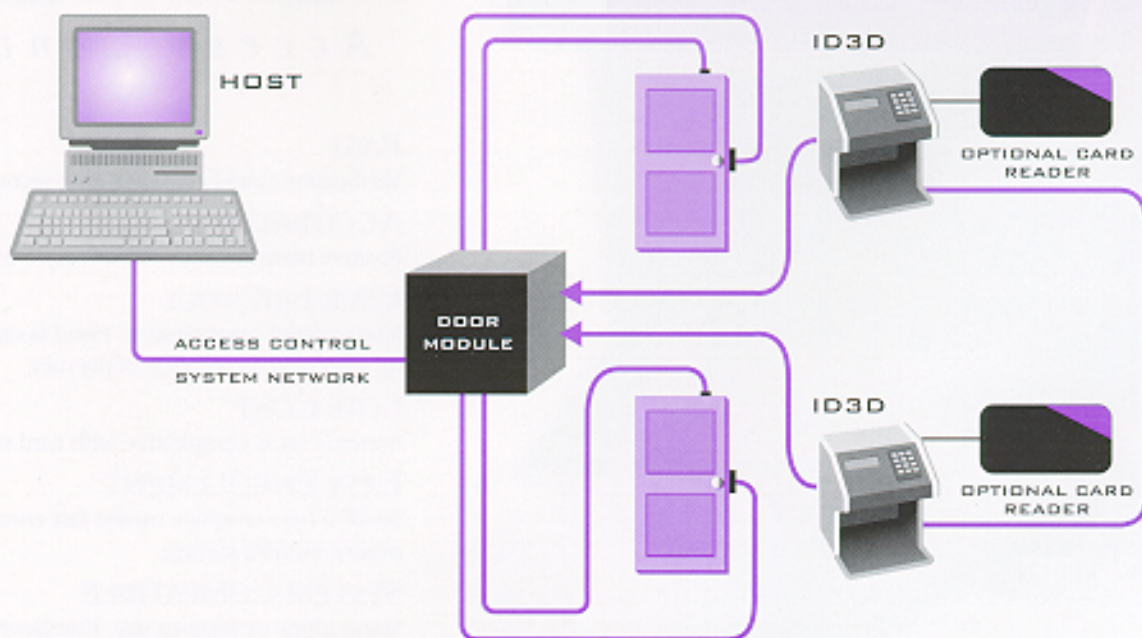 HOST
ACCESS CONTROL
SYSTEM NETWORK
DOOR
MODULE
ID3D
OPTIONAL CARD
READER
ID3D
OPTIONAL CARD
READER